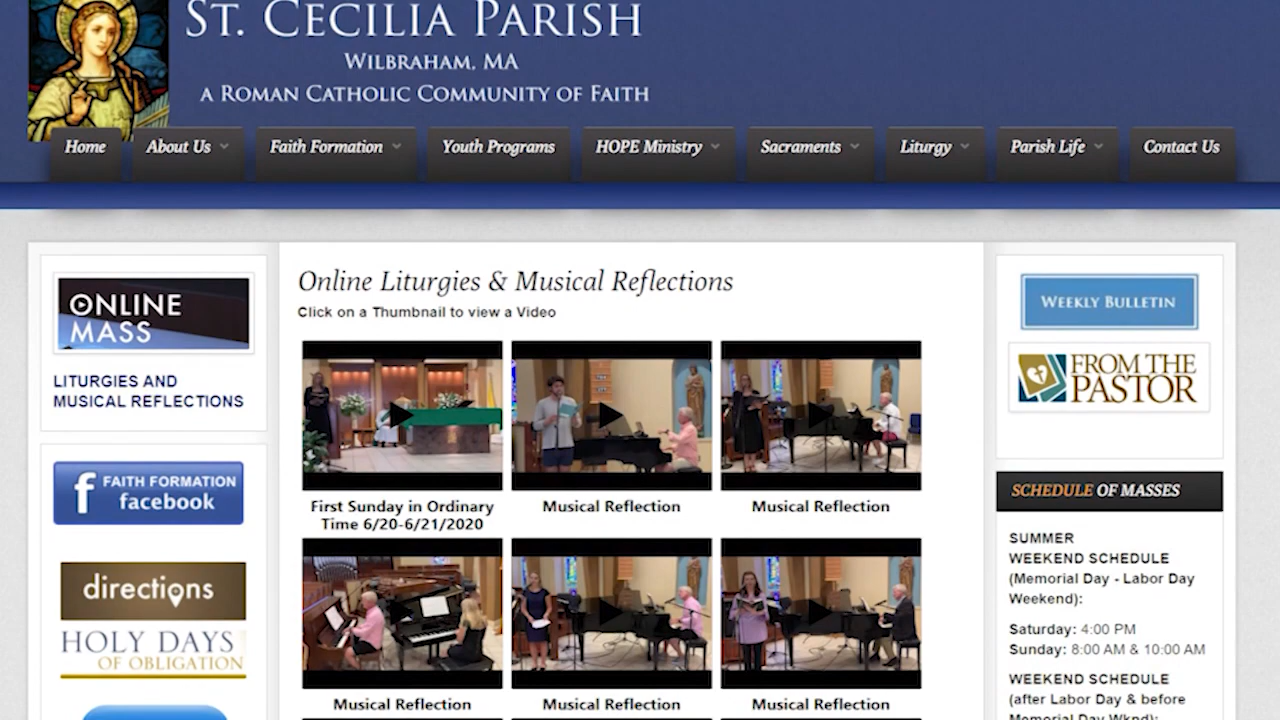 ST. CECILIA PARISH
WILBRAHAM, MA
A ROMAN CATHOLIC COMMUNITY OF FAITH
Home
About Us
Faith Formation
Youth Programs
HOPE Ministry
Sacraments
Liturgy
Parish Life
Contact Us
ONLINE
MASS
LITURGIES AND
MUSICAL REFLECTIONS
f FAITH FORMATION
facebook
directions
HOLY DAYS
OF OBLIGATION
Online Liturgies & Musical Reflections
Click on a Thumbnail to view a Video
First Sunday in Ordinary
Time 6/20-6/21/2020
Musical Reflection
Musical Reflection
Musical Reflection
Musical Reflection
Musical Reflection
WEEKLY BULLETIN
FROM THE
PASTOR
SCHEDULE OF MASSES
SUMMER
WEEKEND SCHEDULE
(Memorial Day - Labor Day
Weekend):
Saturday: 4:00 PM
Sunday: 8:00 AM & 10:00 AM
WEEKEND SCHEDULE
(after Labor Day & before
Memorial Day Wknd):